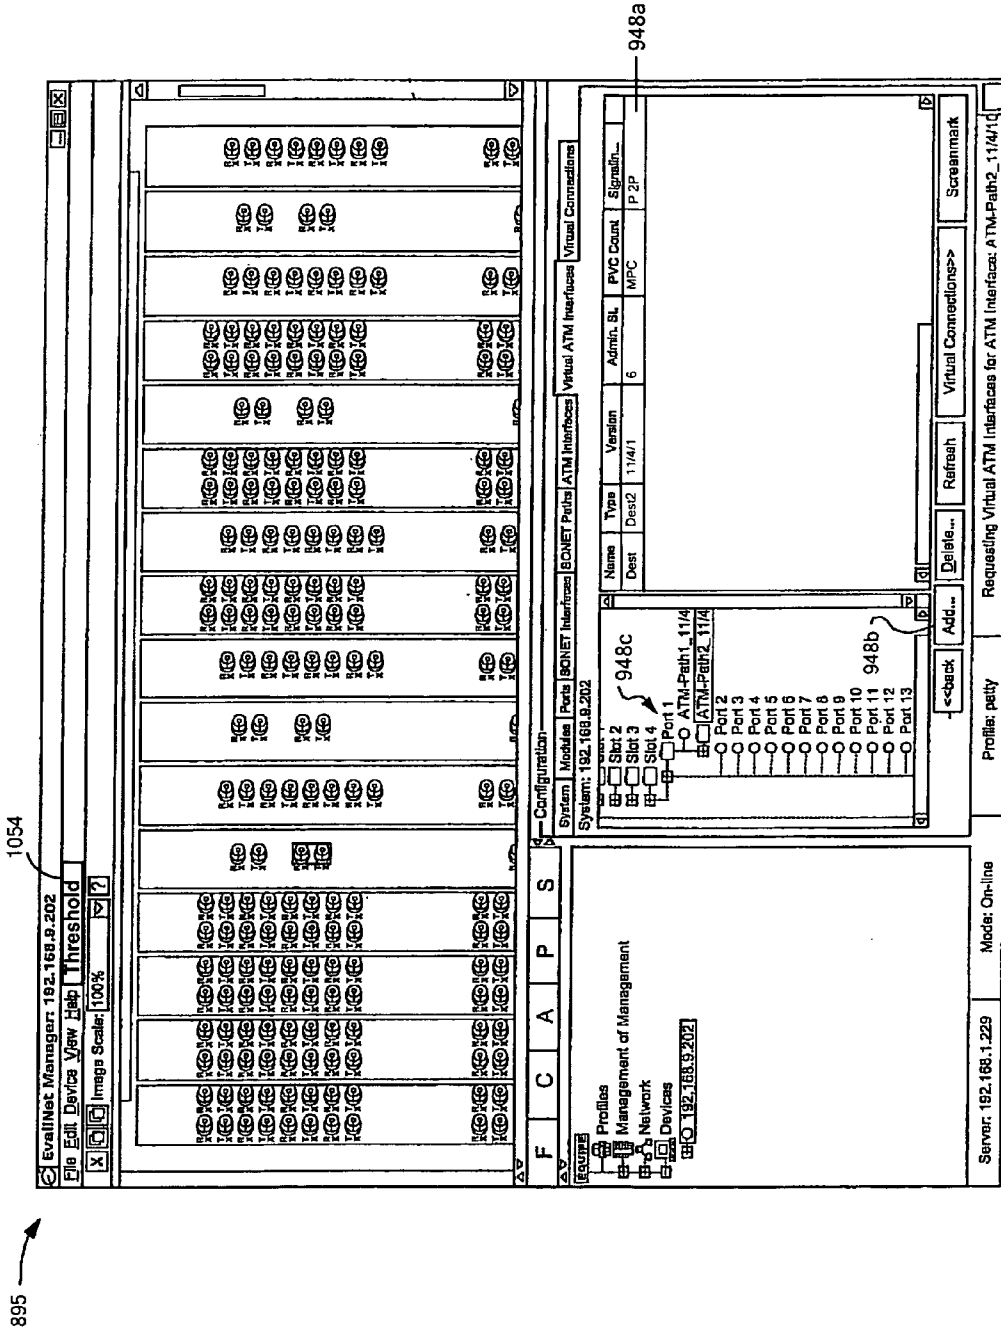 895
1054
EvaliNet Manager: 192.168.9.202
File Edit Device View Help Threshold
X Image Scale: 100% ?
F C A P S
EQUIPE
Profiles
Management of Management
Network
Devices
192.168.9.202
Configuration
System Modules Ports SONET Interfaces SONET Paths ATM Interfaces Virtual ATM Interfaces Virtual Connections
System: 192.168.9.202
Slot 2
Slot 3
Slot 4
Port 1
ATM-Path1_11/4
ATM-Path2_11/4
Port 2
Port 3
Port 4
Port 5
Port 6
Port 7
Port 8
Port 9
Port 10
Port 11
Port 12
Port 13
948c
948b
948a
Name Type Version Admin. St. PVC Count Signalin...
Dest Dest2 11/4/1 6 MPC P 2P
<<back Add... Delete... Refresh Virtual Connections>> Screenmark
Server: 192.168.1.229 Mode: On-line Profile: petty Requesting Virtual ATM Interfaces for ATM Interface: ATM-Path2_11/4/1